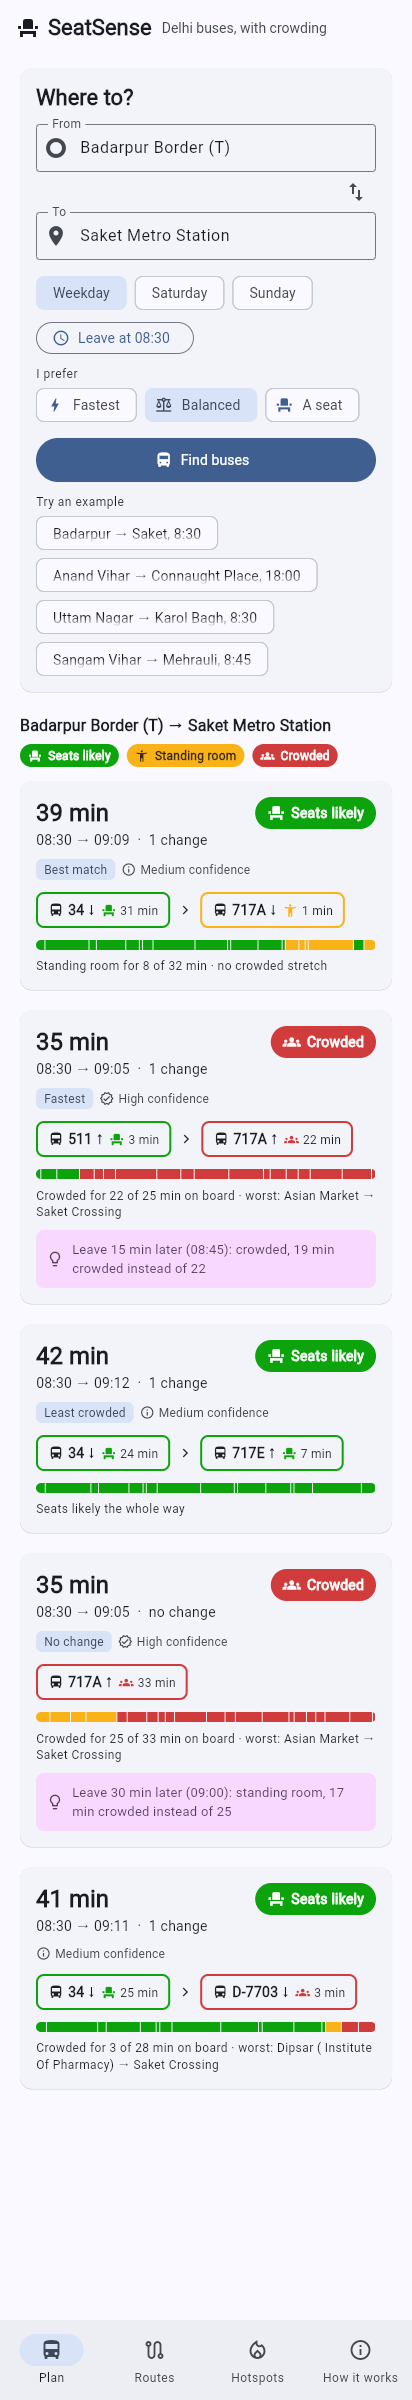 SeatSense Delhi buses, with crowding
Where to?
From
Badarpur Border (T)
To
Saket Metro Station
Weekday Saturday Sunday
Leave at 08:30
I prefer
Fastest Balanced A seat
Find buses
Try an example
Badarpur → Saket, 8:30
Anand Vihar → Connaught Place, 18:00
Uttam Nagar → Karol Bagh, 8:30
Sangam Vihar → Mehrauli, 8:45
Badarpur Border (T) → Saket Metro Station
Seats likely Standing room Crowded
39 min Seats likely
08:30 → 09:09 · 1 change
Best match Medium confidence
34 ↓ 31 min > 717A ↓ 1 min
Standing room for 8 of 32 min · no crowded stretch
35 min Crowded
08:30 → 09:05 · 1 change
Fastest High confidence
511 ↑ 3 min > 717A ↑ 22 min
Crowded for 22 of 25 min on board · worst: Asian Market →
Saket Crossing
Leave 15 min later (08:45): crowded, 19 min
crowded instead of 22
42 min Seats likely
08:30 → 09:12 · 1 change
Least crowded Medium confidence
34 ↓ 24 min > 717E ↑ 7 min
Seats likely the whole way
35 min Crowded
08:30 → 09:05 · no change
No change High confidence
717A ↑ 33 min
Crowded for 25 of 33 min on board · worst: Asian Market →
Saket Crossing
Leave 30 min later (09:00): standing room, 17
min crowded instead of 25
41 min Seats likely
08:30 → 09:11 · 1 change
Medium confidence
34 ↓ 25 min > D-7703 ↓ 3 min
Crowded for 3 of 28 min on board · worst: Dipsar ( Institute
Of Pharmacy) → Saket Crossing
Plan Routes Hotspots How it works